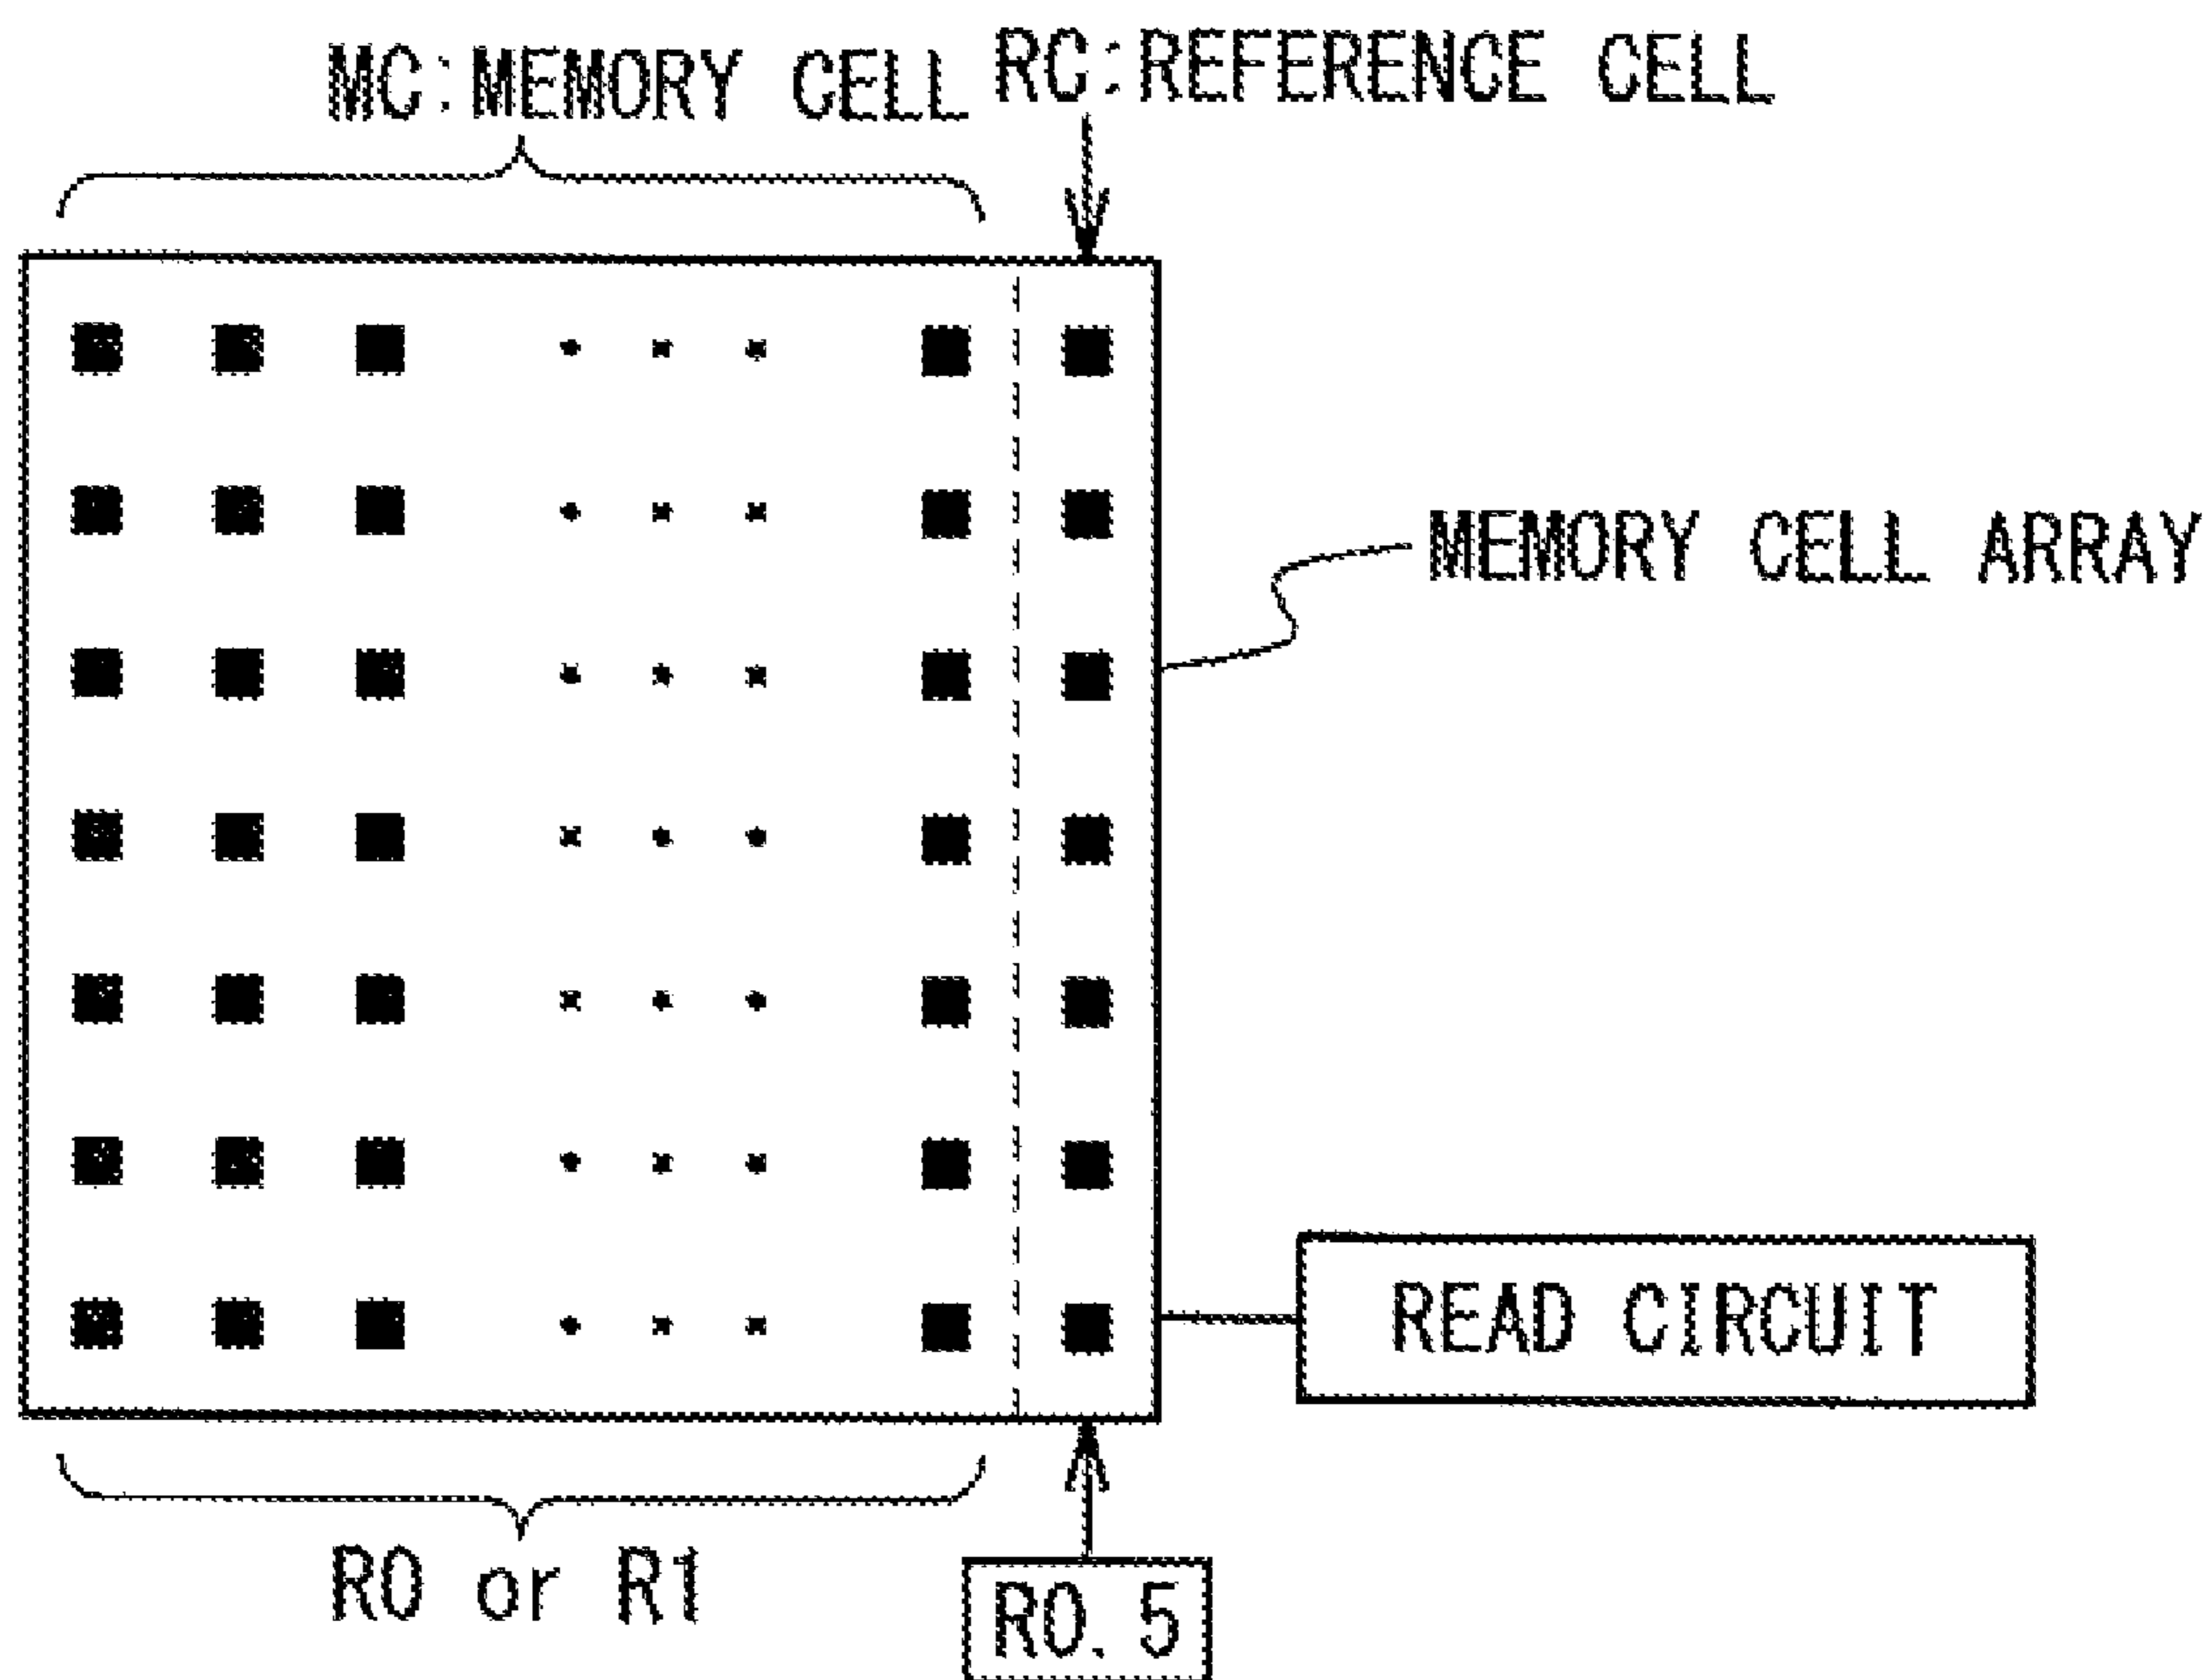 MC:MEMORY CELL
RC:REFERENCE CELL
MEMORY CELL ARRAY
READ CIRCUIT
R0 or R1
R0.5